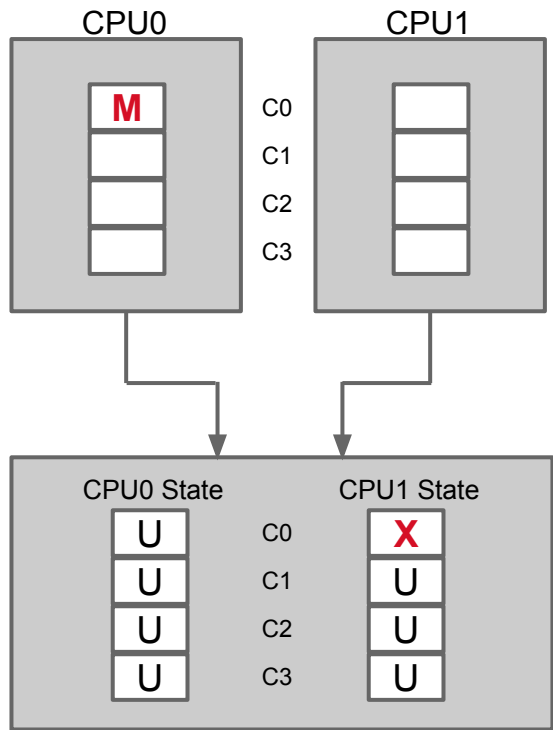 CPU0 CPU1
M C0
C1
C2
C3
CPU0 State CPU1 State
U C0 X
U C1 U
U C2 U
U C3 U